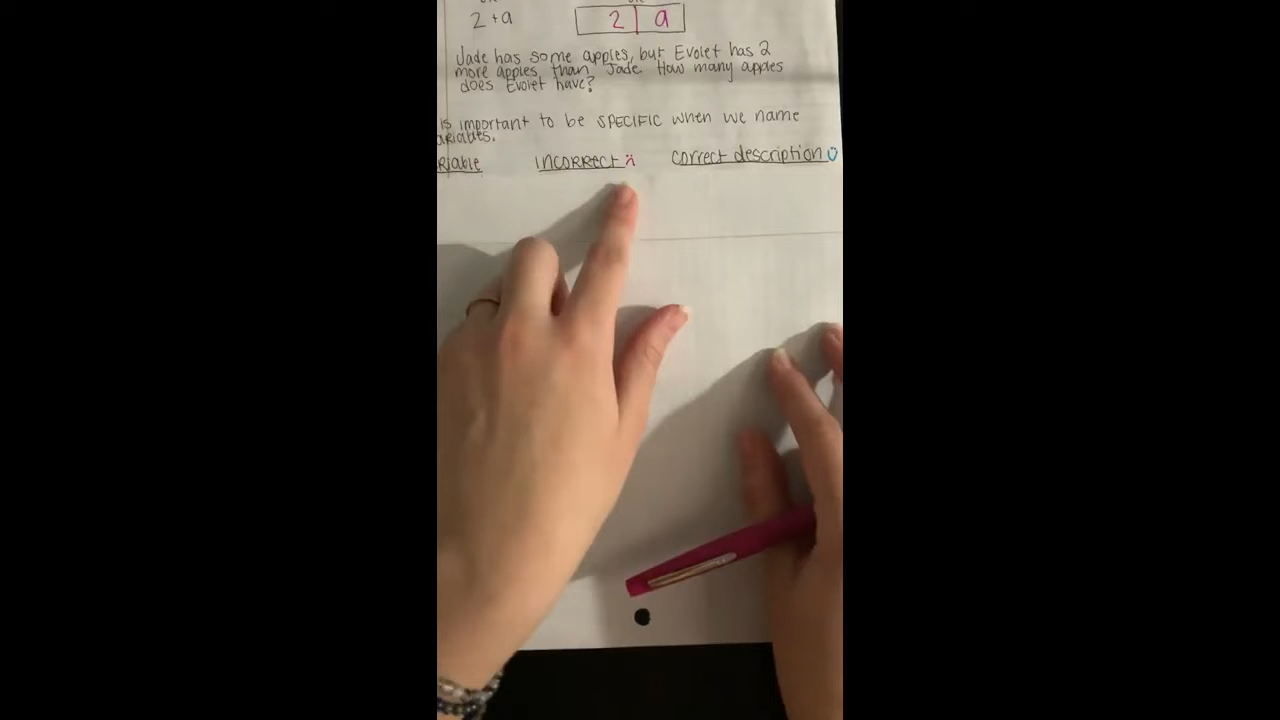 2 + a
2 a
Jade has some apples, but Evolet has 2
more apples than Jade. How many apples
does Evolet have?
is important to be SPECIFIC when we name
ariables.
riable incorrect correct description